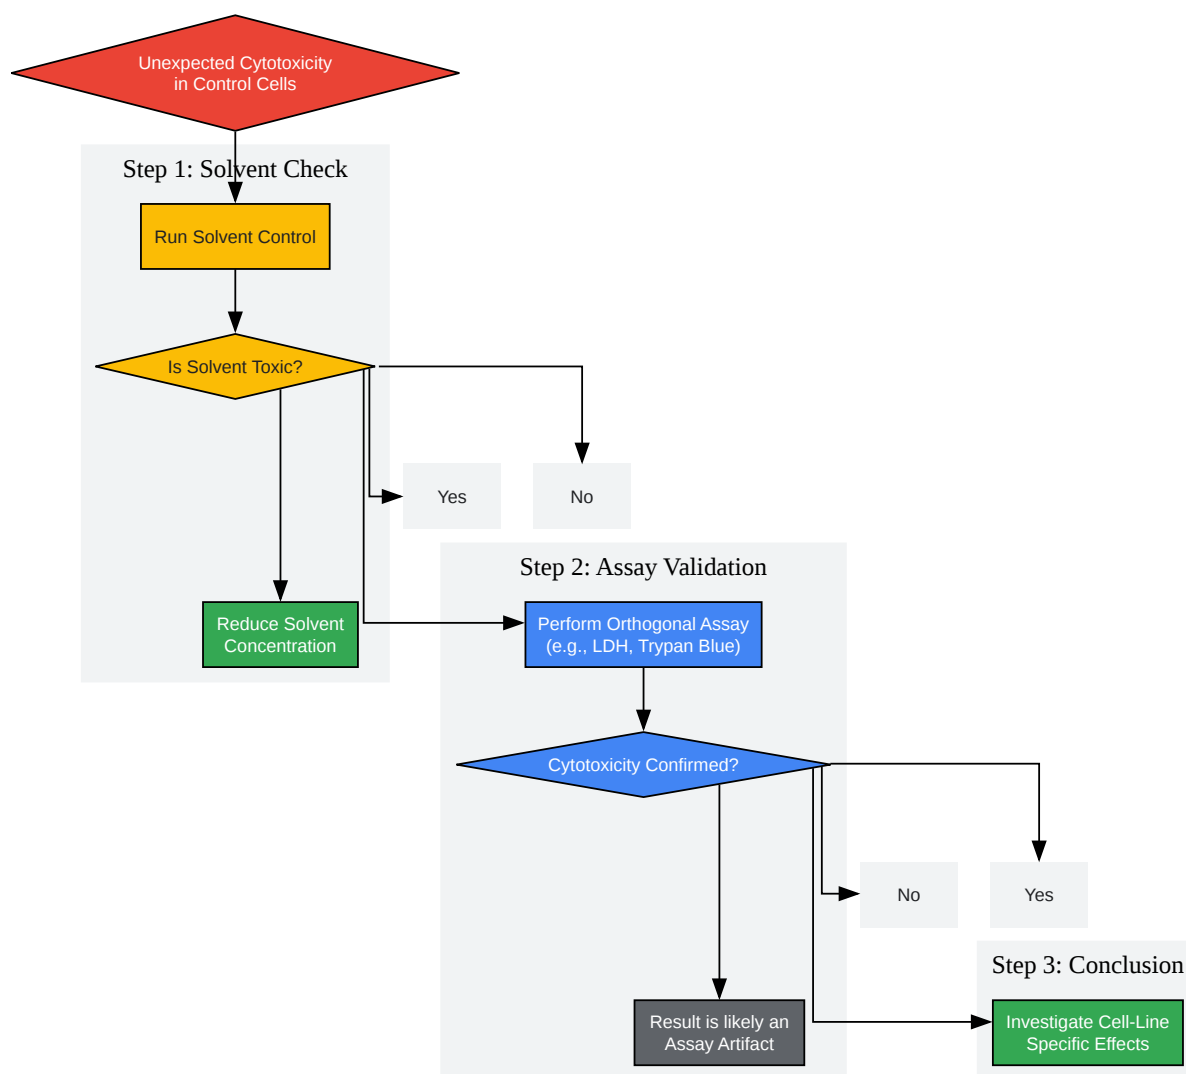 Unexpected Cytotoxicity
in Control Cells
Step 1: Solvent Check
Run Solvent Control
Is Solvent Toxic?
Yes
No
Step 2: Assay Validation
Reduce Solvent
Concentration
Perform Orthogonal Assay
(e.g., LDH, Trypan Blue)
Cytotoxicity Confirmed?
No
Yes
Step 3: Conclusion
Result is likely an
Assay Artifact
Investigate Cell-Line
Specific Effects